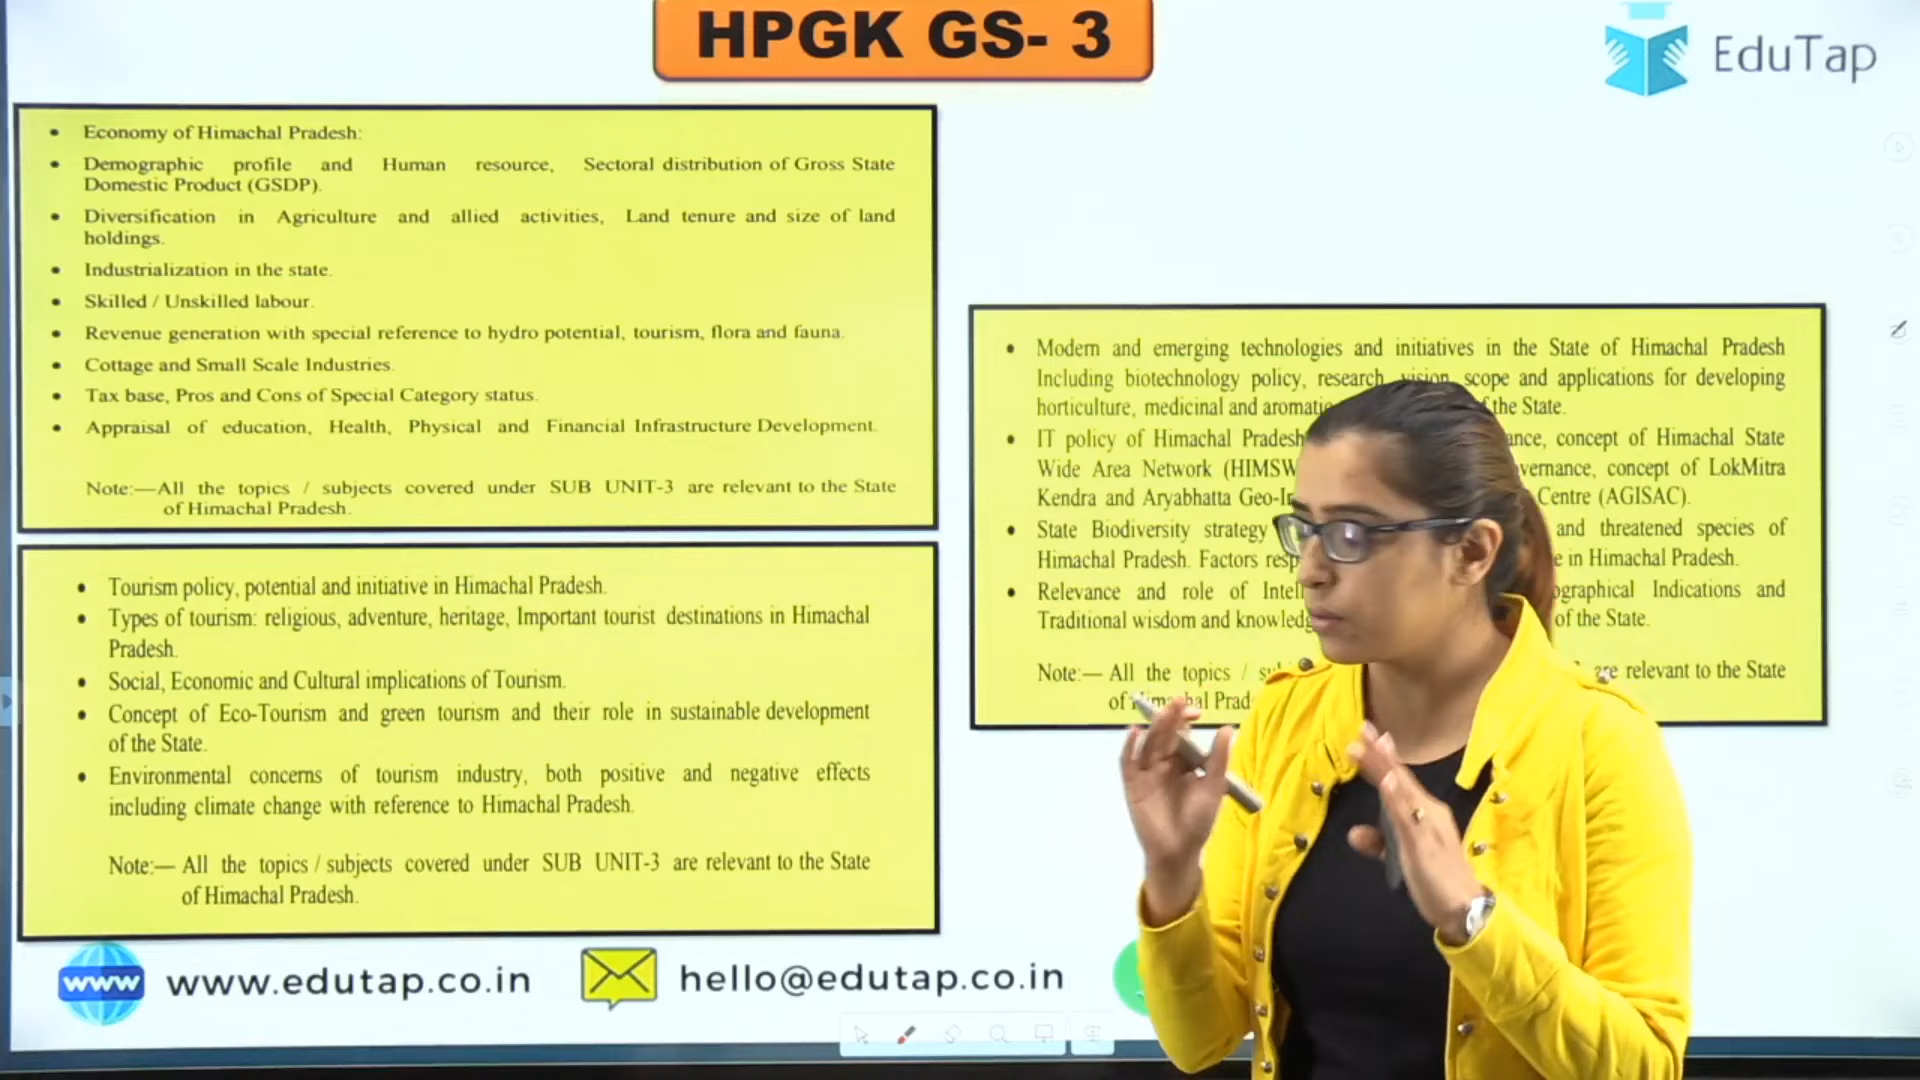 HPGK GS- 3
EduTap
• Economy of Himachal Pradesh:
• Demographic profile and Human resource, Sectoral distribution of Gross State
Domestic Product (GSDP).
• Diversification in Agriculture and allied activities, Land tenure and size of land
holdings.
• Industrialization in the state.
• Skilled / Unskilled labour.
• Revenue generation with special reference to hydro potential, tourism, flora and fauna.
• Cottage and Small Scale Industries.
• Tax base, Pros and Cons of Special Category status.
• Appraisal of education, Health, Physical and Financial Infrastructure Development.
Note:—All the topics / subjects covered under SUB UNIT-3 are relevant to the State
of Himachal Pradesh.
• Tourism policy, potential and initiative in Himachal Pradesh.
• Types of tourism: religious, adventure, heritage, Important tourist destinations in Himachal
Pradesh.
• Social, Economic and Cultural implications of Tourism.
• Concept of Eco-Tourism and green tourism and their role in sustainable development
of the State.
• Environmental concerns of tourism industry, both positive and negative effects
including climate change with reference to Himachal Pradesh.
Note:— All the topics / subjects covered under SUB UNIT-3 are relevant to the State
of Himachal Pradesh.
• Modern and emerging technologies and initiatives in the State of Himachal Pradesh
Including biotechnology policy, research, vision, scope and applications for developing
horticulture, medicinal and the State.
• IT policy of Himachal Pradesh concept of Himachal State
Wide Area Network concept of LokMitra
Kendra and Aryabhatta Centre (AGISAC).
• State Biodiversity strategy and threatened species of
Himachal Pradesh. Factors in Himachal Pradesh.
• Relevance and role of Indications and
Traditional wisdom and of the State.
Note:— All the topics / are relevant to the State
of
www www.edutap.co.in
hello@edutap.co.in